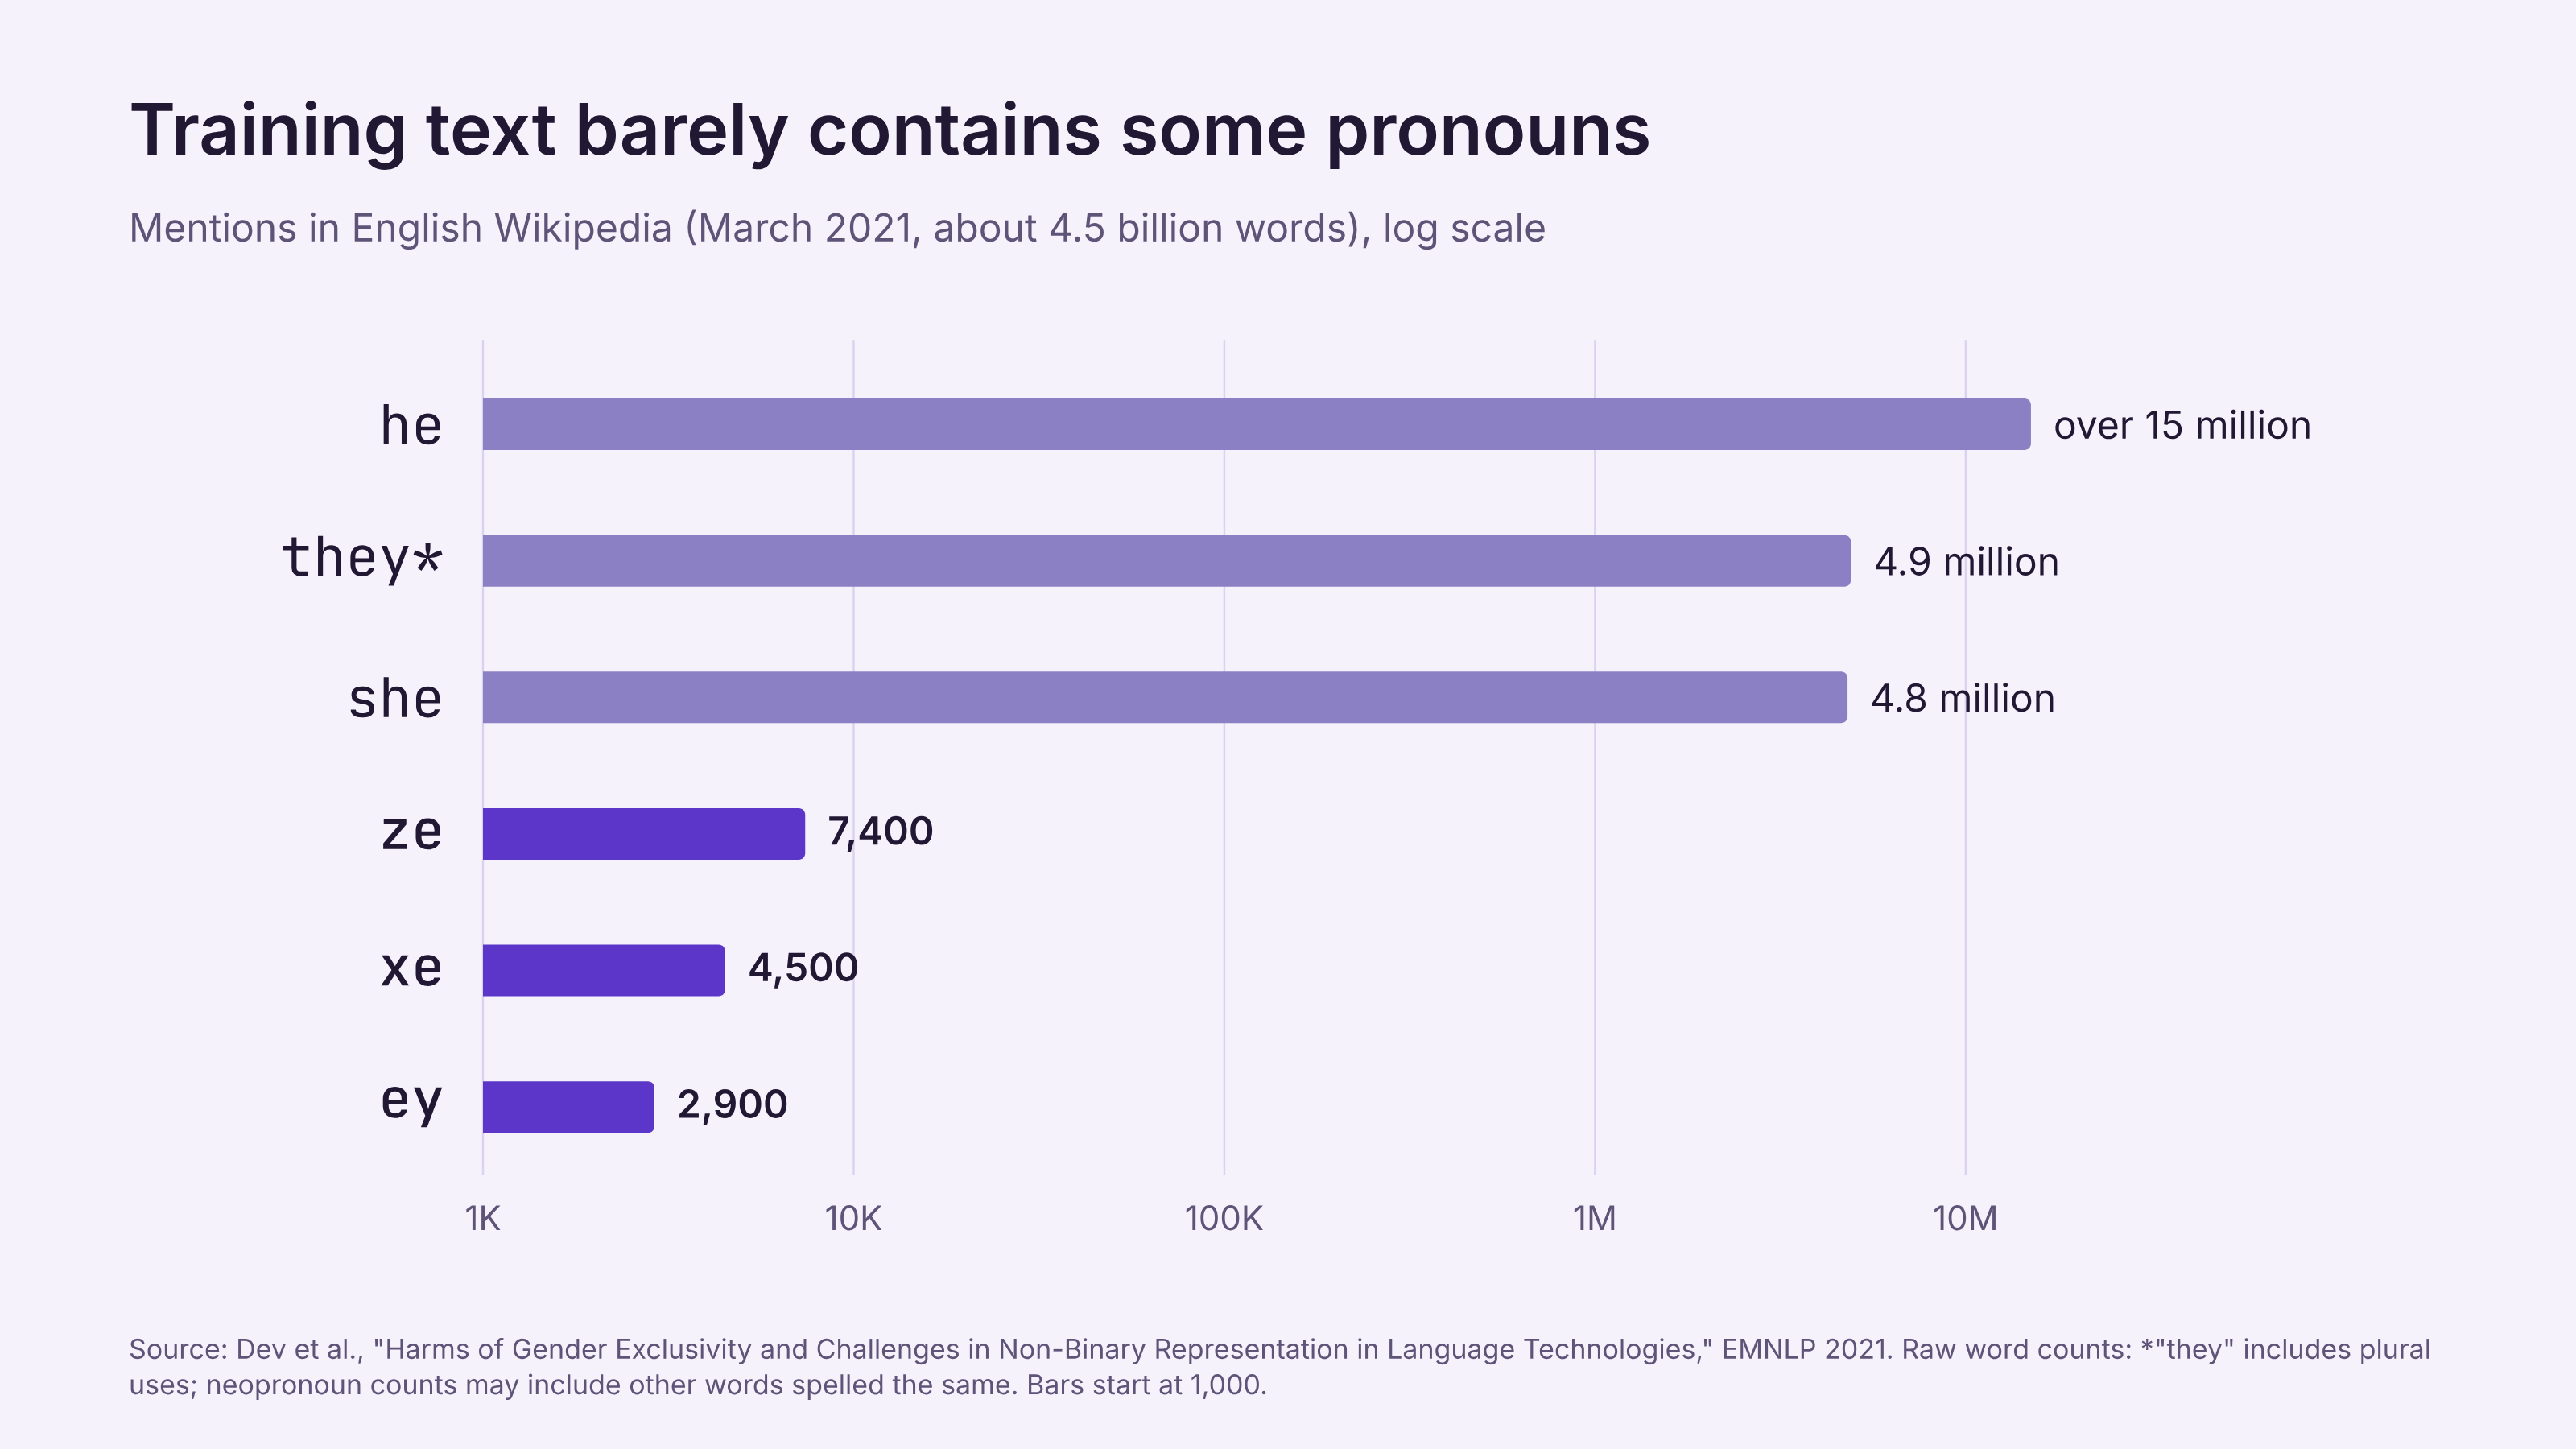 Training text barely contains some pronouns
Mentions in English Wikipedia (March 2021, about 4.5 billion words), log scale
he over 15 million
they* 4.9 million
she 4.8 million
ze 7,400
xe 4,500
ey 2,900
1K 10K 100K 1M 10M
Source: Dev et al., "Harms of Gender Exclusivity and Challenges in Non-Binary Representation in Language Technologies," EMNLP 2021. Raw word counts: *"they" includes plural
uses; neopronoun counts may include other words spelled the same. Bars start at 1,000.